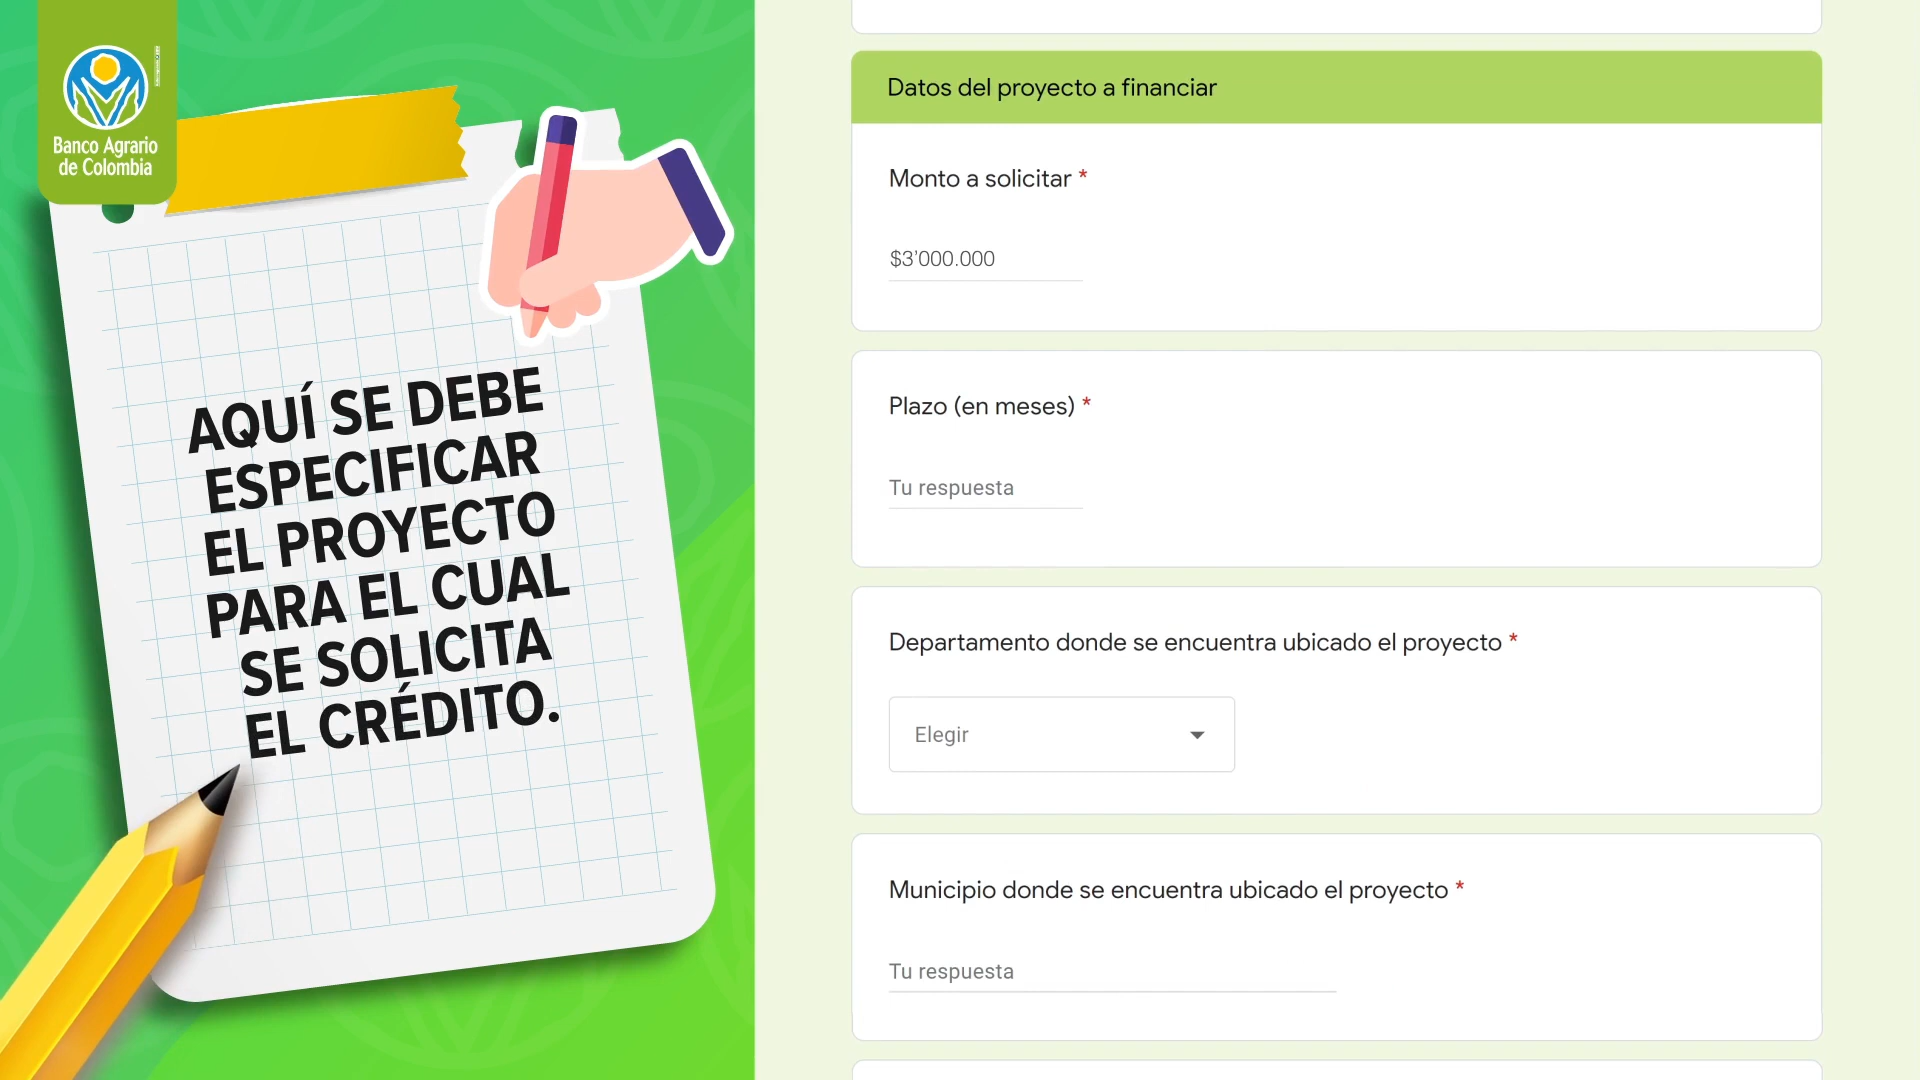 Banco Agrario
de Colombia
AQUÍ SE DEBE
ESPECIFICAR
EL PROYECTO
PARA EL CUAL
SE SOLICITA
EL CRÉDITO.
Datos del proyecto a financiar
Monto a solicitar *
$3'000.000
Plazo (en meses) *
Tu respuesta
Departamento donde se encuentra ubicado el proyecto *
Elegir
Municipio donde se encuentra ubicado el proyecto *
Tu respuesta